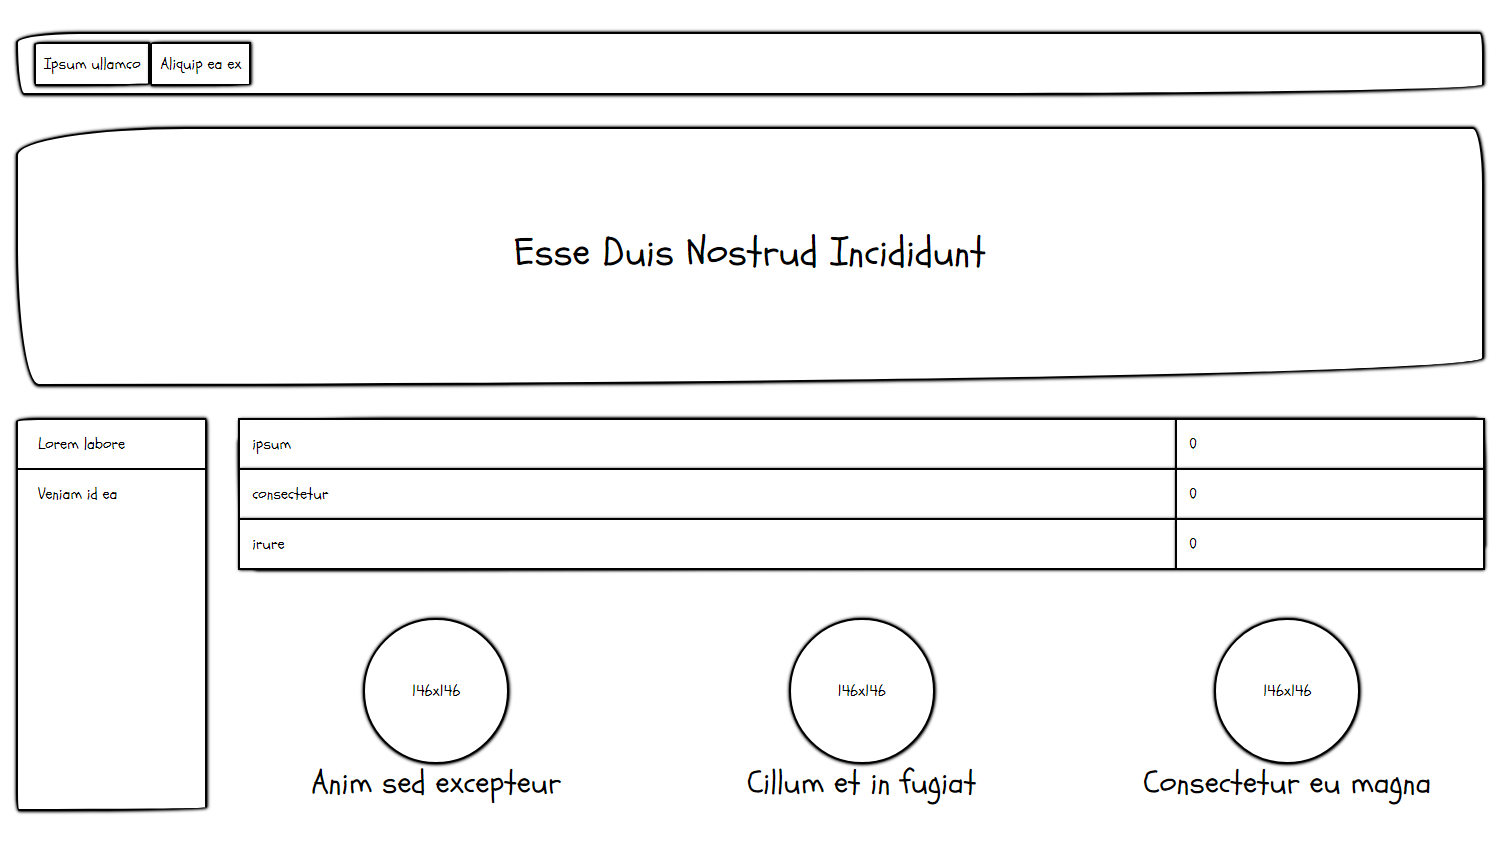 Ipsum ullamco Aliquip ea ex
Esse Duis Nostrud Incididunt
Lorem labore
Veniam id ea
ipsum 0
consectetur 0
irure 0
146x146 146x146 146x146
Anim sed excepteur Cillum et in fugiat Consectetur eu magna